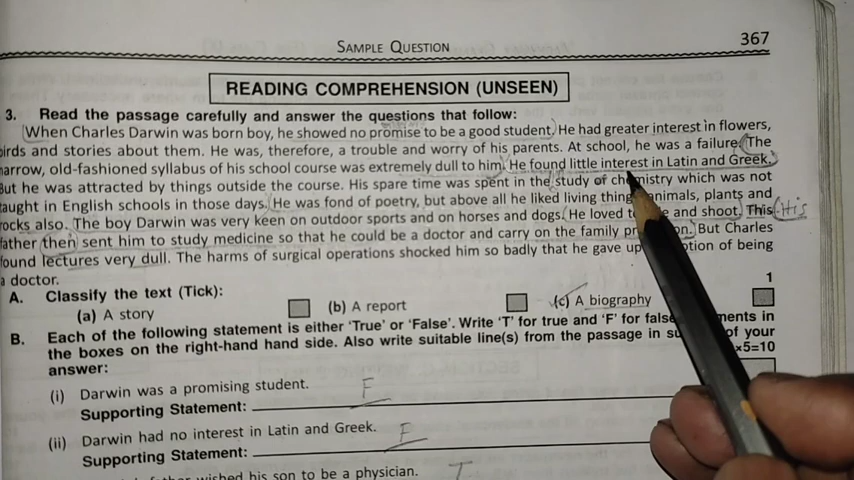 SAMPLE QUESTION
367
READING COMPREHENSION (UNSEEN)
3. Read the passage carefully and answer the questions that follow:
When Charles Darwin was born boy, he showed no promise to be a good student. He had greater interest in flowers,
birds and stories about them. He was, therefore, a trouble and worry of his parents. At school, he was a failure. The
narrow, old-fashioned syllabus of his school course was extremely dull to him. He found little interest in Latin and Greek.
But he was attracted by things outside the course. His spare time was spent in the study of chemistry which was not
taught in English schools in those days. He was fond of poetry, but above all he liked living things animals, plants and
rocks also. The boy Darwin was very keen on outdoor sports and on horses and dogs. He loved to and shoot. This His
father then sent him to study medicine so that he could be a doctor and carry on the family But Charles
found lectures very dull. The harms of surgical operations shocked him so badly that he gave up of being
a doctor.
A. Classify the text (Tick): 1
(a) A story (b) A report (c) A biography
B. Each of the following statement is either 'True' or 'False'. Write 'T' for true and 'F' for false in
the boxes on the right-hand hand side. Also write suitable line(s) from the passage in of your
answer: ×5=10
(i) Darwin was a promising student. F
Supporting Statement:
(ii) Darwin had no interest in Latin and Greek. F
Supporting Statement:
father wished his son to be a physician. T